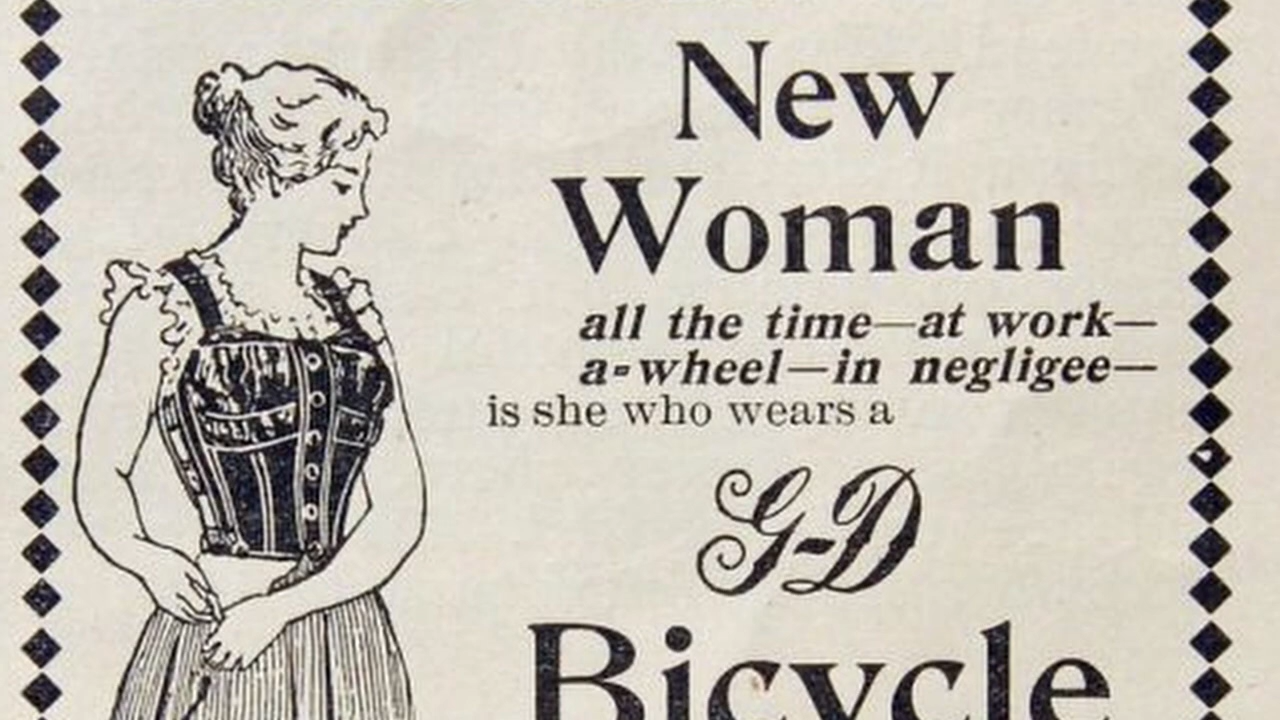 New
Woman
all the time—at work—
a-wheel—in negligee—
is she who wears a
G-D
Bicycle